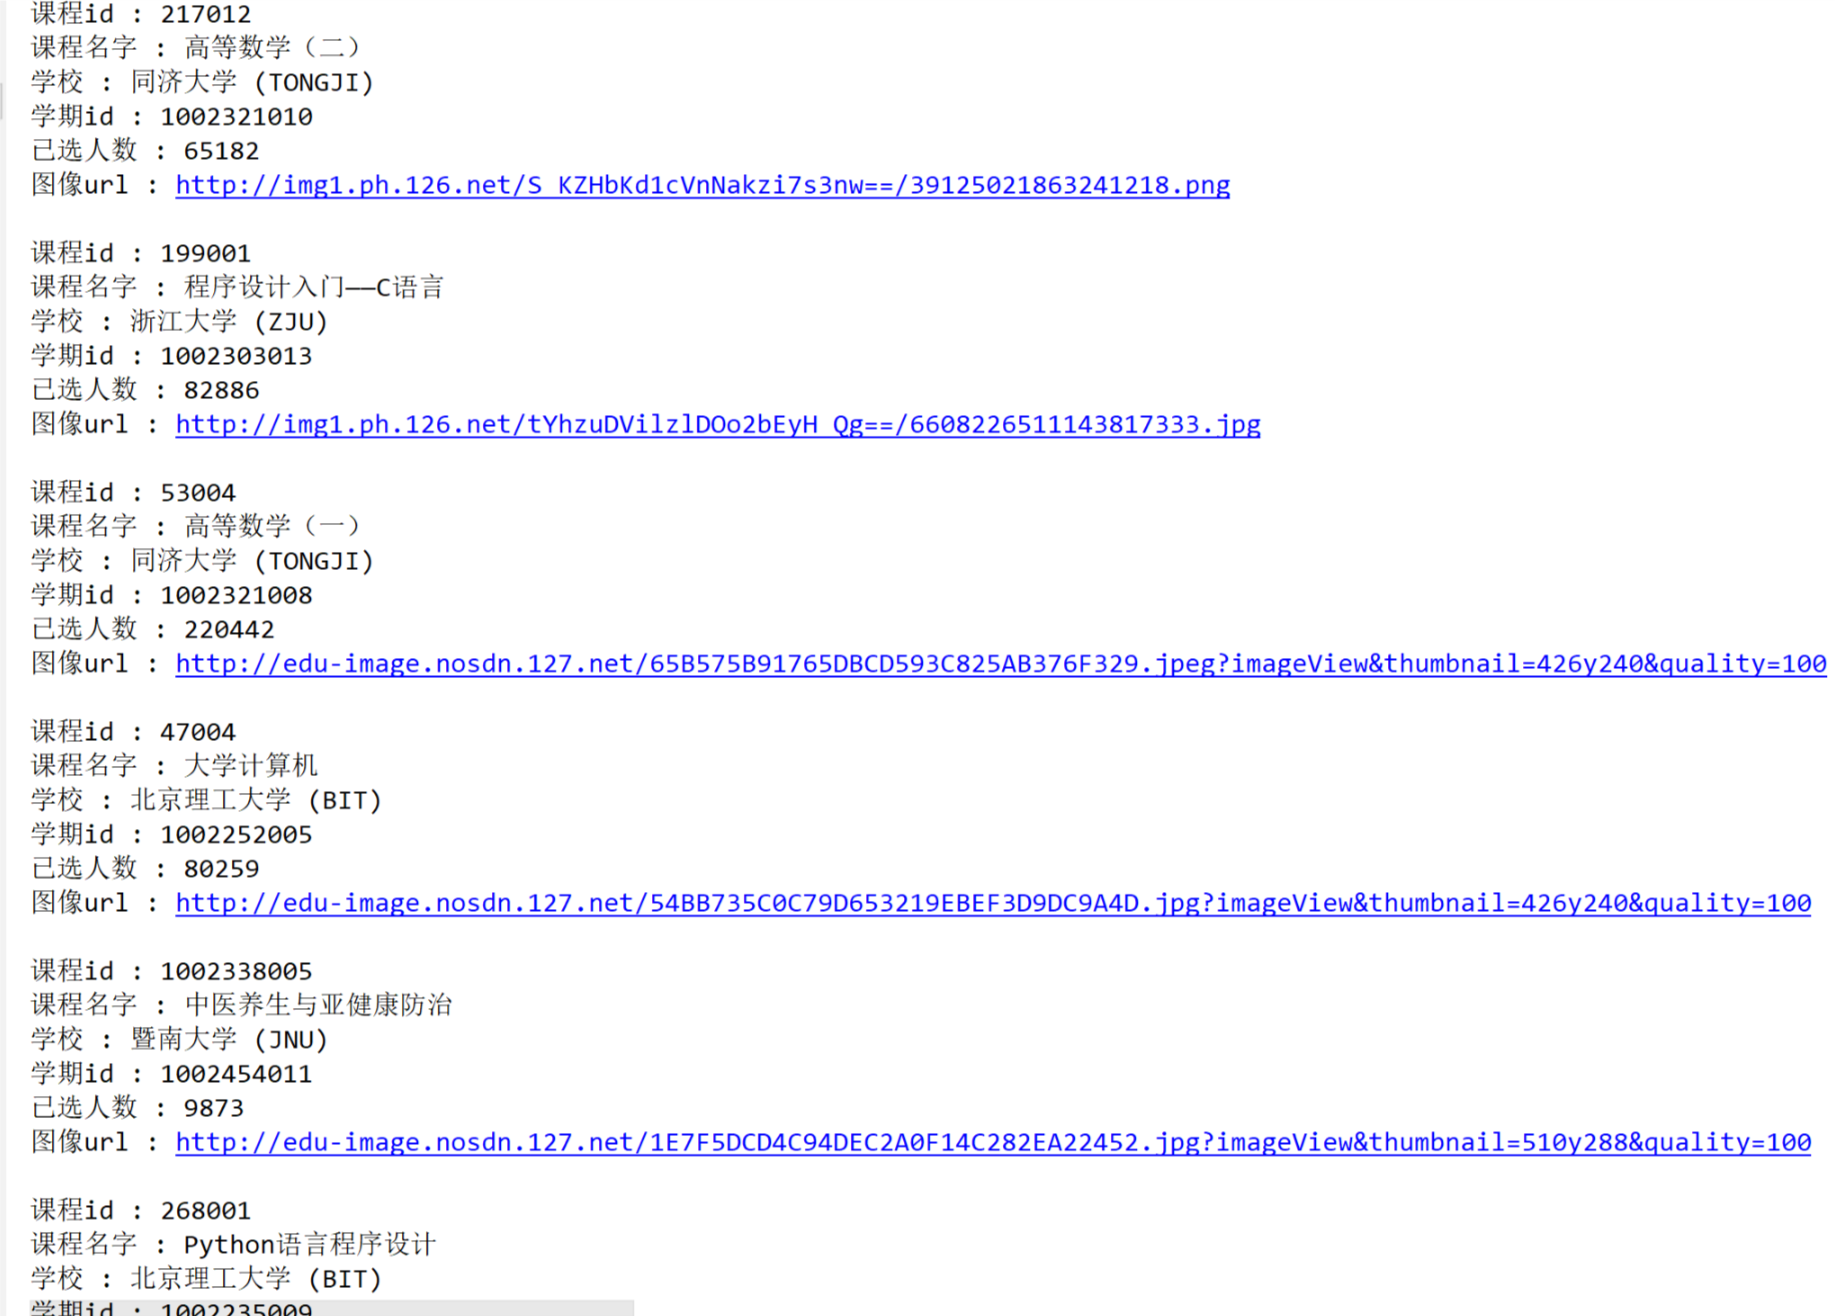 课程id : 217012
课程名字 : 高等数学（二）
学校 : 同济大学 (TONGJI)
学期id : 1002321010
已选人数 : 65182
图像url : http://img1.ph.126.net/S_KZHbKd1cVnNakzi7s3nw==/39125021863241218.png
课程id : 199001
课程名字 : 程序设计入门——C语言
学校 : 浙江大学 (ZJU)
学期id : 1002303013
已选人数 : 82886
图像url : http://img1.ph.126.net/tYhzuDVilzlDOo2bEyH_Qg==/6608226511143817333.jpg
课程id : 53004
课程名字 : 高等数学（一）
学校 : 同济大学 (TONGJI)
学期id : 1002321008
已选人数 : 220442
图像url : http://edu-image.nosdn.127.net/65B575B91765DBCD593C825AB376F329.jpeg?imageView&thumbnail=426y240&quality=100
课程id : 47004
课程名字 : 大学计算机
学校 : 北京理工大学 (BIT)
学期id : 1002252005
已选人数 : 80259
图像url : http://edu-image.nosdn.127.net/54BB735C0C79D653219EBEF3D9DC9A4D.jpg?imageView&thumbnail=426y240&quality=100
课程id : 1002338005
课程名字 : 中医养生与亚健康防治
学校 : 暨南大学 (JNU)
学期id : 1002454011
已选人数 : 9873
图像url : http://edu-image.nosdn.127.net/1E7F5DCD4C94DEC2A0F14C282EA22452.jpg?imageView&thumbnail=510y288&quality=100
课程id : 268001
课程名字 : Python语言程序设计
学校 : 北京理工大学 (BIT)
学期id : 1002235009